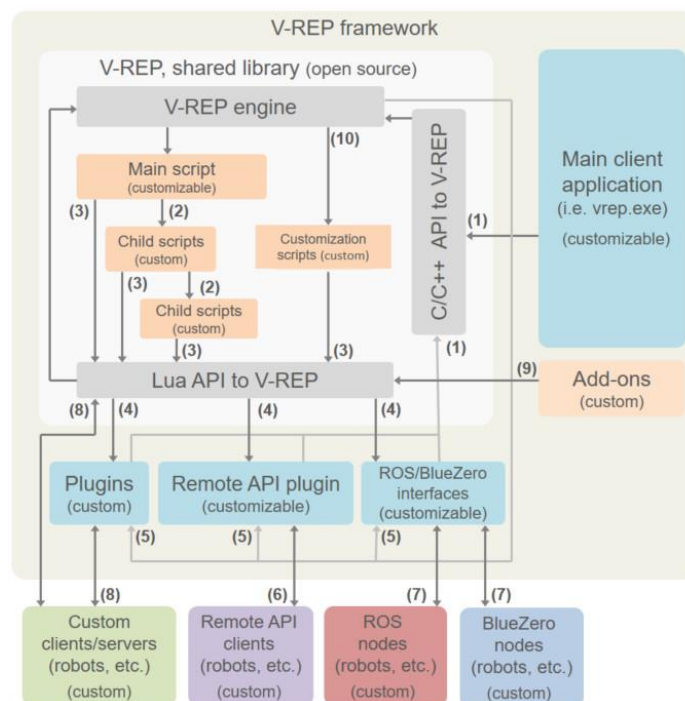 V-REP framework
V-REP, shared library (open source)
V-REP engine
(10)
Main script
(customizable)
(3)
(2)
Child scripts
(custom)
Customization
scripts (custom)
(3)
(2)
Child scripts
(custom)
(3)
(3)
C/C++ API to V-REP
(1)
Main client
application
(i.e. vrep.exe)
(customizable)
(1)
Lua API to V-REP
(9)
Add-ons
(custom)
(8)
(4)
(4)
(4)
Plugins
(custom)
Remote API plugin
(customizable)
ROS/BlueZero
interfaces
(customizable)
(5)
(5)
(5)
(8)
(6)
(7)
(7)
Custom
clients/servers
(robots, etc.)
(custom)
Remote API
clients
(robots, etc.)
(custom)
ROS
nodes
(robots, etc.)
(custom)
BlueZero
nodes
(robots, etc.)
(custom)